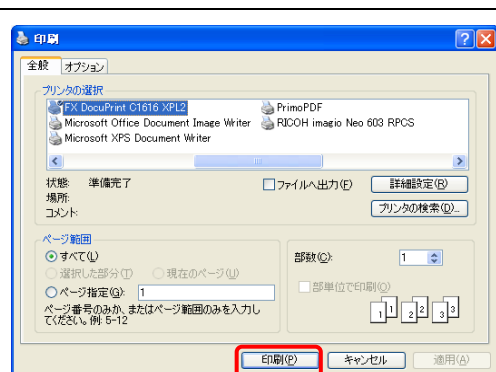 印刷
全般 オプション
プリンタの選択
FX DocuPrint C1616 XPL2 PrimoPDF
Microsoft Office Document Image Writer RICOH imagio Neo 603 RPCS
Microsoft XPS Document Writer
状態: 準備完了 ファイルへ出力(F) 詳細設定(R)
場所:
コメント: プリンタの検索(D)...
ページ範囲
すべて(L) 部数(C): 1
選択した部分(T) 現在のページ(U)
ページ指定(G): 1 部単位で印刷(O)
ページ番号のみか、またはページ範囲のみを入力し
てください。例: 5-12
1 1 2 2 3 3
印刷(P) キャンセル 適用(A)